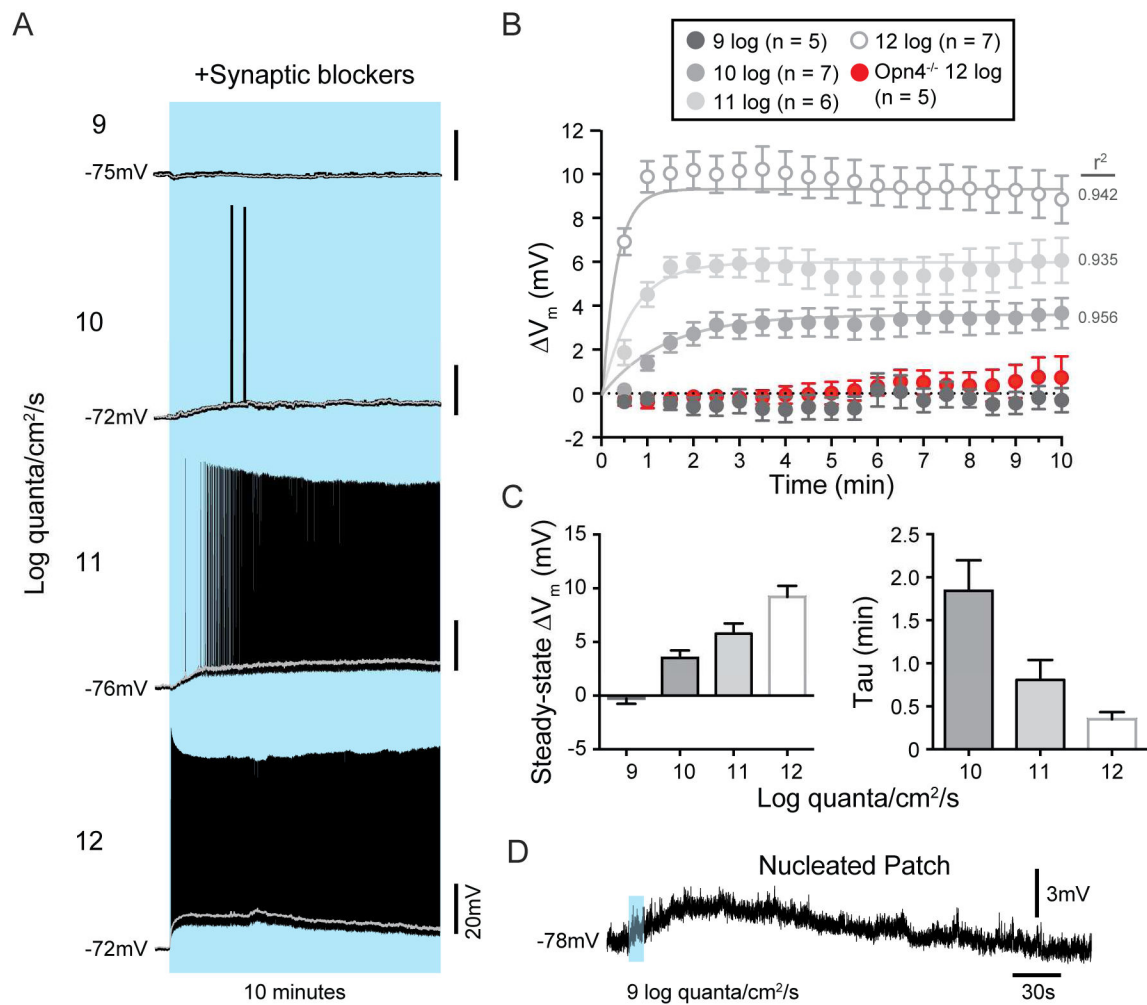 A
+Synaptic blockers
Log quanta/cm²/s
9
-75mV
10
-72mV
11
-76mV
12
-72mV
20mV
10 minutes
B
9 log (n = 5)
10 log (n = 7)
11 log (n = 6)
12 log (n = 7)
Opn4⁻/⁻ 12 log
(n = 5)
ΔVₘ (mV)
12
10
8
6
4
2
0
-2
0 1 2 3 4 5 6 7 8 9 10
Time (min)
r²
0.942
0.935
0.956
C
Steady-state ΔVₘ (mV)
15
10
5
0
-5
9 10 11 12
Tau (min)
2.5
2.0
1.5
1.0
0.5
0
10 11 12
Log quanta/cm²/s
D
Nucleated Patch
3mV
-78mV
9 log quanta/cm²/s
30s